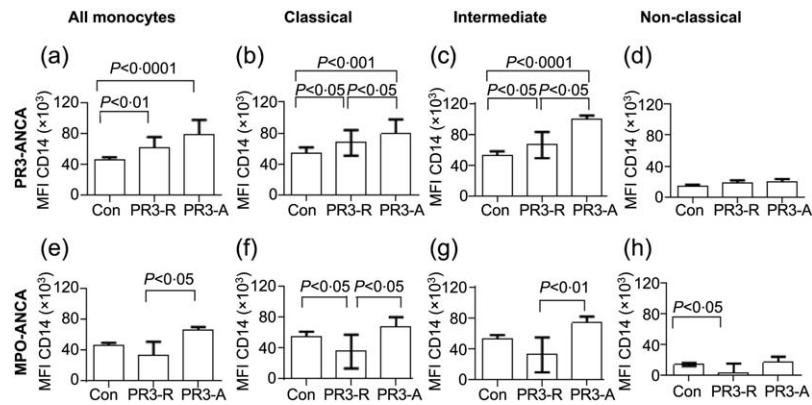 All monocytes Classical Intermediate Non-classical
(a) (b) (c) (d)
P<0·0001 P<0·001 P<0·0001
P<0·01 P<0·05 P<0·05 P<0·05 P<0·05
PR3-ANCA
MFI CD14 (×10³) MFI CD14 (×10³) MFI CD14 (×10³) MFI CD14 (×10³)
120 120 120 120
80 80 80 80
40 40 40 40
0 0 0 0
Con PR3-R PR3-A Con PR3-R PR3-A Con PR3-R PR3-A Con PR3-R PR3-A
(e) (f) (g) (h)
P<0·05 P<0·05 P<0·05 P<0·01 P<0·05
MPO-ANCA
MFI CD14 (×10³) MFI CD14 (×10³) MFI CD14 (×10³) MFI CD14 (×10³)
120 120 120 120
80 80 80 80
40 40 40 40
0 0 0 0
Con PR3-R PR3-A Con PR3-R PR3-A Con PR3-R PR3-A Con PR3-R PR3-A